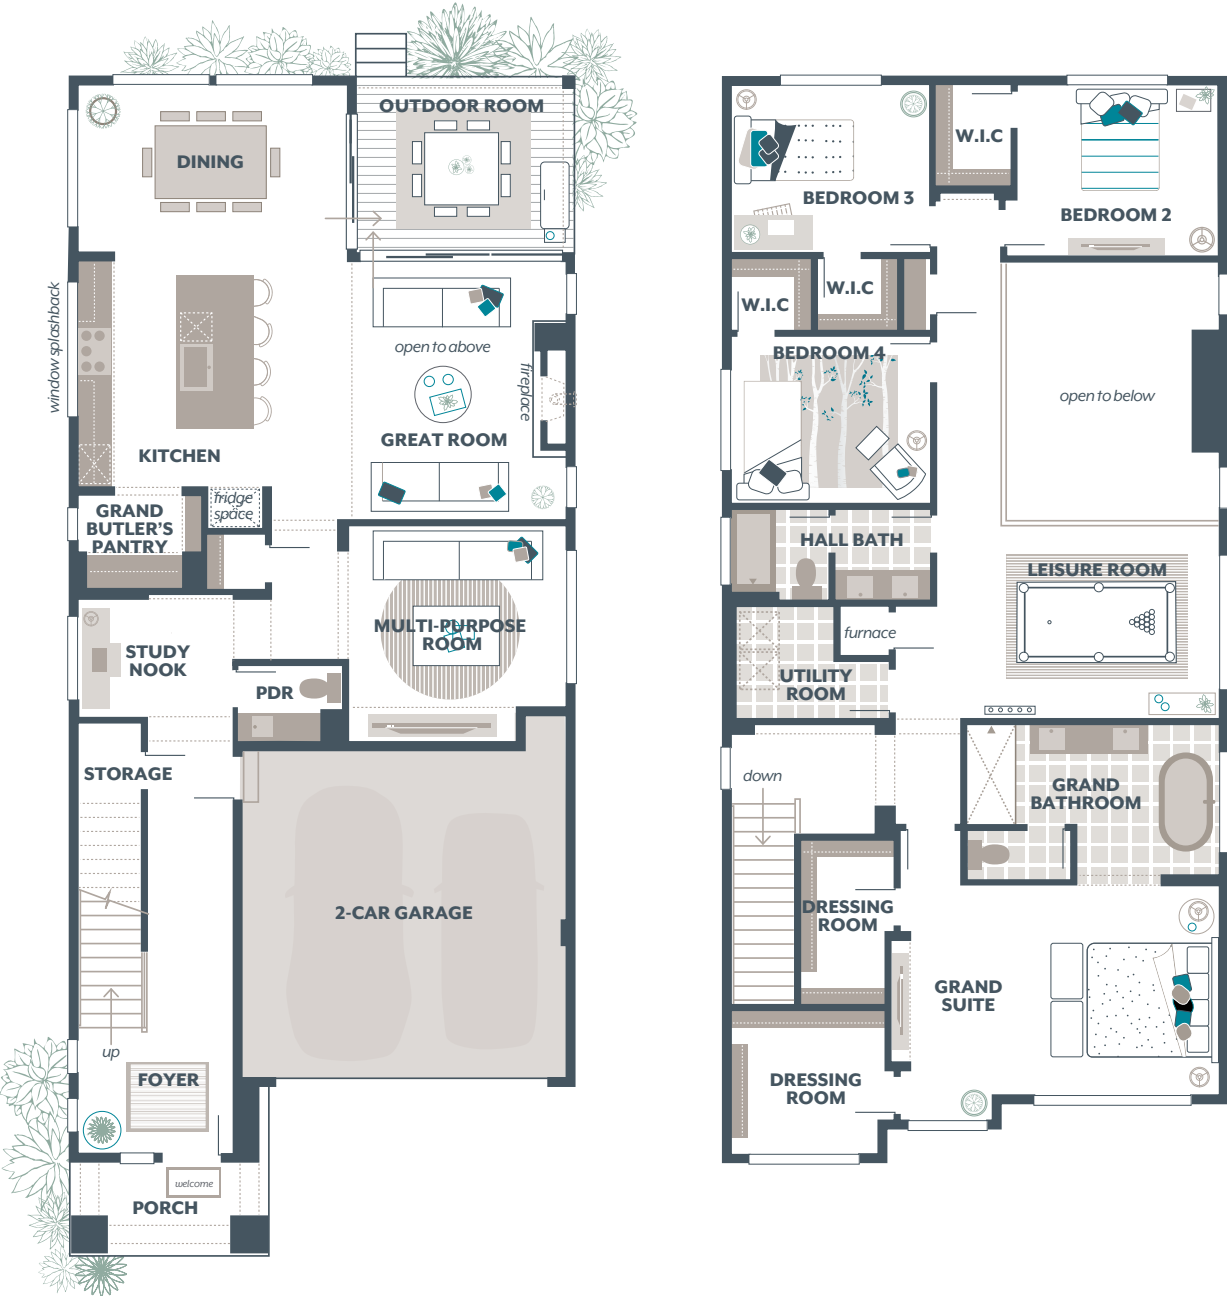 OUTDOOR ROOM
DINING
window splashback
open to above
fireplace
GREAT ROOM
KITCHEN
fridge
space
GRAND
BUTLER'S
PANTRY
MULTI-PURPOSE
ROOM
STUDY
NOOK
PDR
STORAGE
2-CAR GARAGE
up
FOYER
welcome
PORCH
W.I.C
BEDROOM 3
BEDROOM 2
W.I.C
W.I.C
BEDROOM 4
open to below
HALL BATH
LEISURE ROOM
furnace
UTILITY
ROOM
down
GRAND
BATHROOM
DRESSING
ROOM
GRAND
SUITE
DRESSING
ROOM